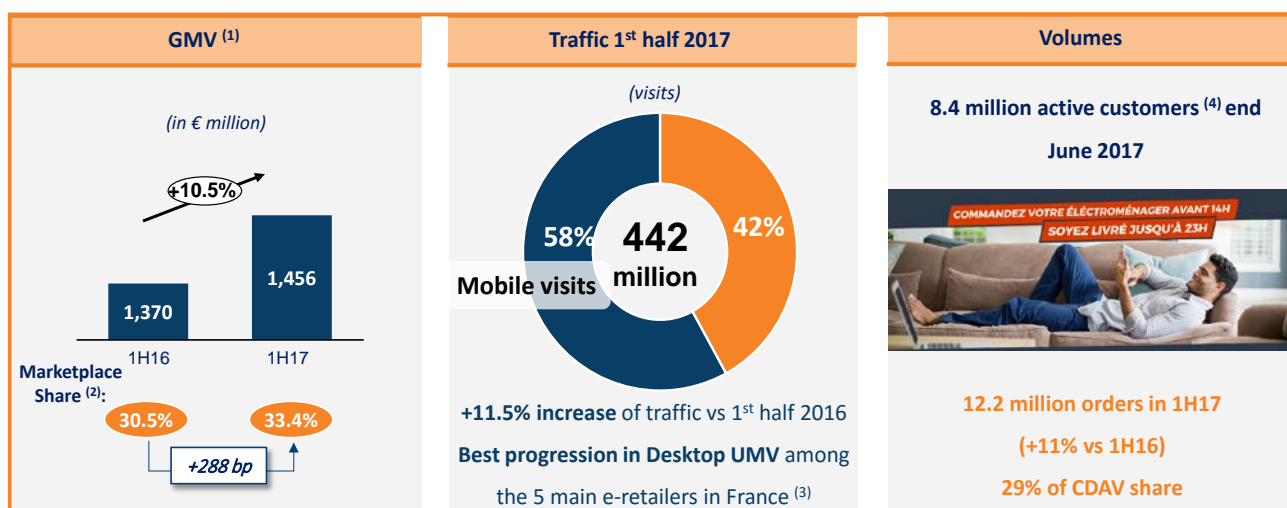 GMV (1)
(in € million)
+10.5%
1,370
1,456
1H16
1H17
Marketplace
Share (2):
30.5%
33.4%
+288 bp
Traffic 1st half 2017
(visits)
58%
442
million
42%
Mobile visits
+11.5% increase of traffic vs 1st half 2016
Best progression in Desktop UMV among
the 5 main e-retailers in France (3)
Volumes
8.4 million active customers (4) end
June 2017
COMMANDEZ VOTRE ÉLECTROMÉNAGER AVANT 14H
SOYEZ LIVRÉ JUSQU'À 23H
12.2 million orders in 1H17
(+11% vs 1H16)
29% of CDAV share